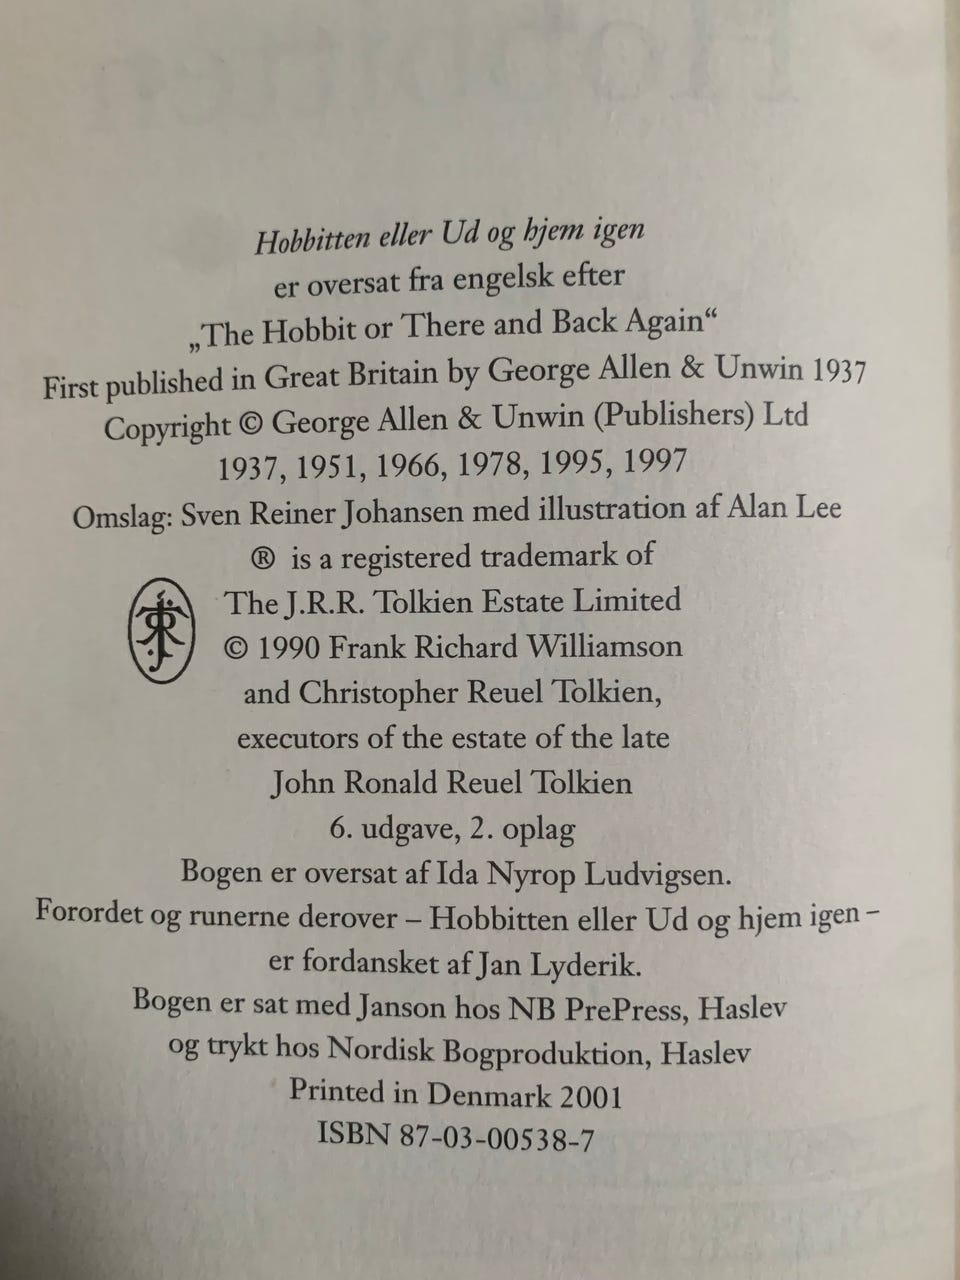 Hobbitten eller Ud og hjem igen
er oversat fra engelsk efter
„The Hobbit or There and Back Again“
First published in Great Britain by George Allen & Unwin 1937
Copyright © George Allen & Unwin (Publishers) Ltd
1937, 1951, 1966, 1978, 1995, 1997
Omslag: Sven Reiner Johansen med illustration af Alan Lee
® is a registered trademark of
The J.R.R. Tolkien Estate Limited
© 1990 Frank Richard Williamson
and Christopher Reuel Tolkien,
executors of the estate of the late
John Ronald Reuel Tolkien
6. udgave, 2. oplag
Bogen er oversat af Ida Nyrop Ludvigsen.
Forordet og runerne derover – Hobbitten eller Ud og hjem igen –
er fordansket af Jan Lyderik.
Bogen er sat med Janson hos NB PrePress, Haslev
og trykt hos Nordisk Bogproduktion, Haslev
Printed in Denmark 2001
ISBN 87-03-00538-7